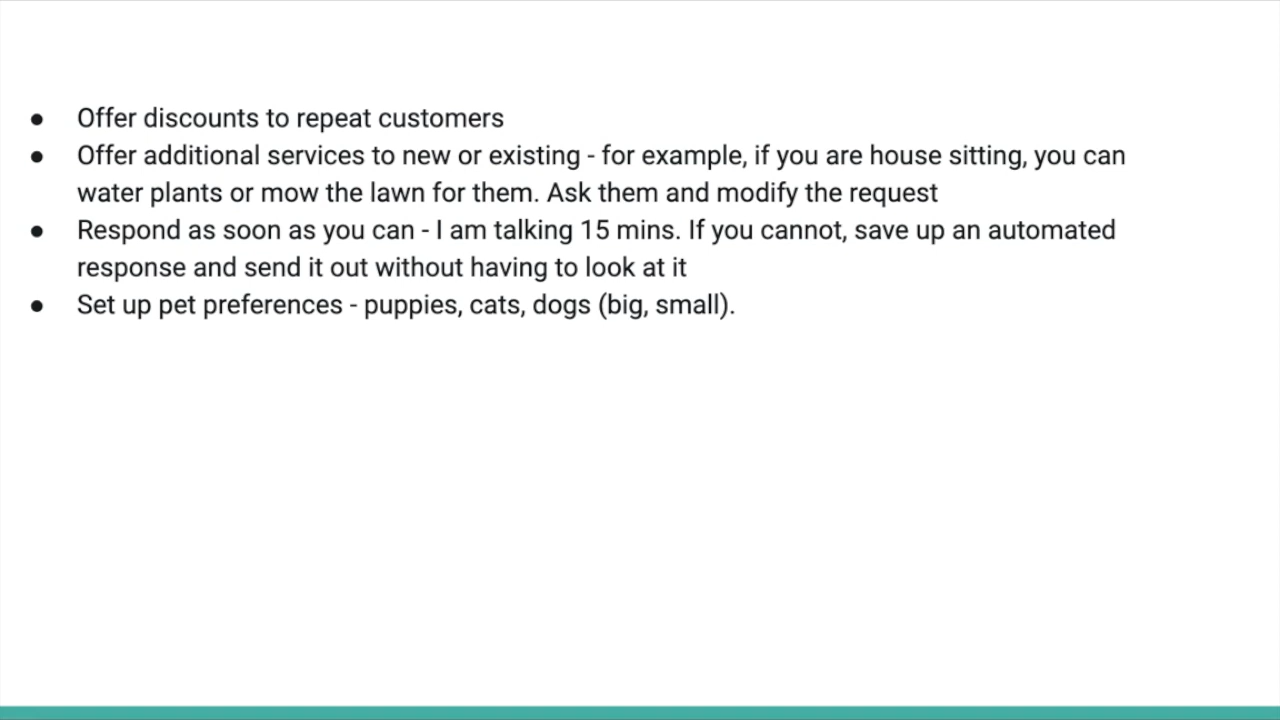 ● Offer discounts to repeat customers
● Offer additional services to new or existing - for example, if you are house sitting, you can
water plants or mow the lawn for them. Ask them and modify the request
● Respond as soon as you can - I am talking 15 mins. If you cannot, save up an automated
response and send it out without having to look at it
● Set up pet preferences - puppies, cats, dogs (big, small).